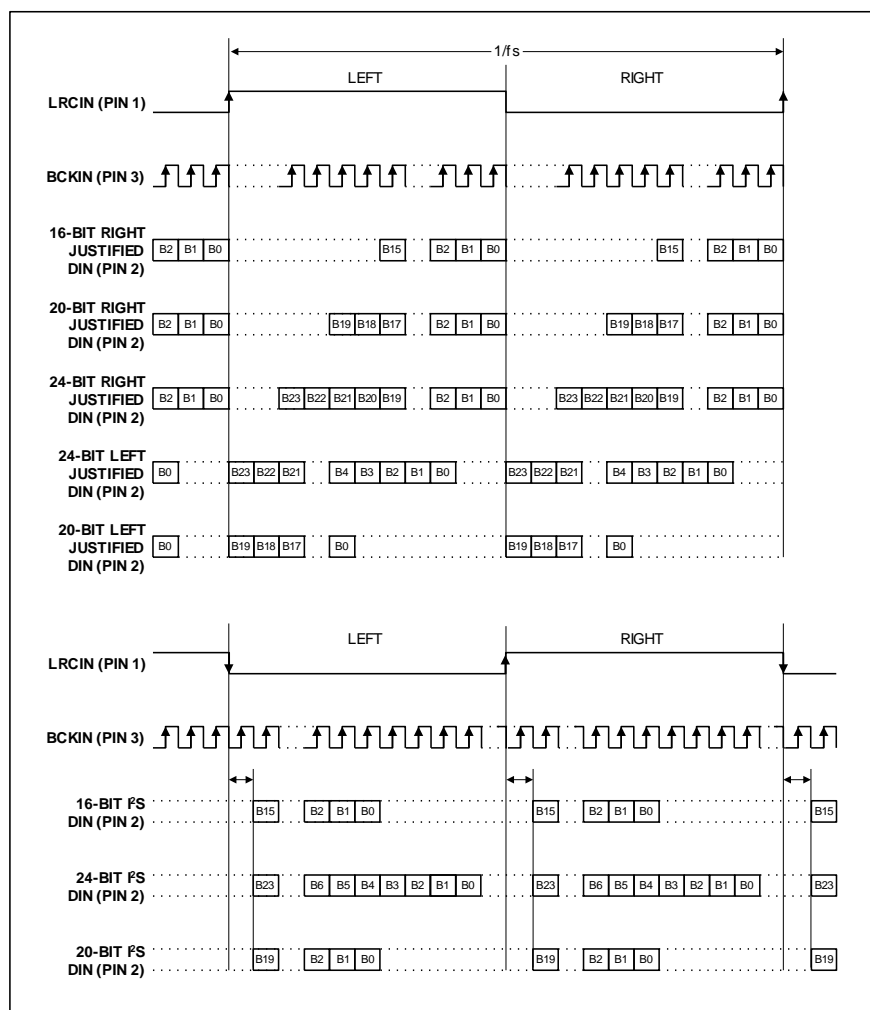 1/fs
LEFT RIGHT
LRCIN (PIN 1)
BCKIN (PIN 3)
16-BIT RIGHT
JUSTIFIED
DIN (PIN 2)
B2 B1 B0 B15 B2 B1 B0 B15 B2 B1 B0
20-BIT RIGHT
JUSTIFIED
DIN (PIN 2)
B2 B1 B0 B19 B18 B17 B2 B1 B0 B19 B18 B17 B2 B1 B0
24-BIT RIGHT
JUSTIFIED
DIN (PIN 2)
B2 B1 B0 B23 B22 B21 B20 B19 B2 B1 B0 B23 B22 B21 B20 B19 B2 B1 B0
24-BIT LEFT
JUSTIFIED
DIN (PIN 2)
B0 B23 B22 B21 B4 B3 B2 B1 B0 B23 B22 B21 B4 B3 B2 B1 B0
20-BIT LEFT
JUSTIFIED
DIN (PIN 2)
B0 B19 B18 B17 B0 B19 B18 B17 B0
LEFT RIGHT
LRCIN (PIN 1)
BCKIN (PIN 3)
16-BIT I²S
DIN (PIN 2)
B15 B2 B1 B0 B15 B2 B1 B0 B15
24-BIT I²S
DIN (PIN 2)
B23 B6 B5 B4 B3 B2 B1 B0 B23 B6 B5 B4 B3 B2 B1 B0 B23
20-BIT I²S
DIN (PIN 2)
B19 B2 B1 B0 B19 B2 B1 B0 B19